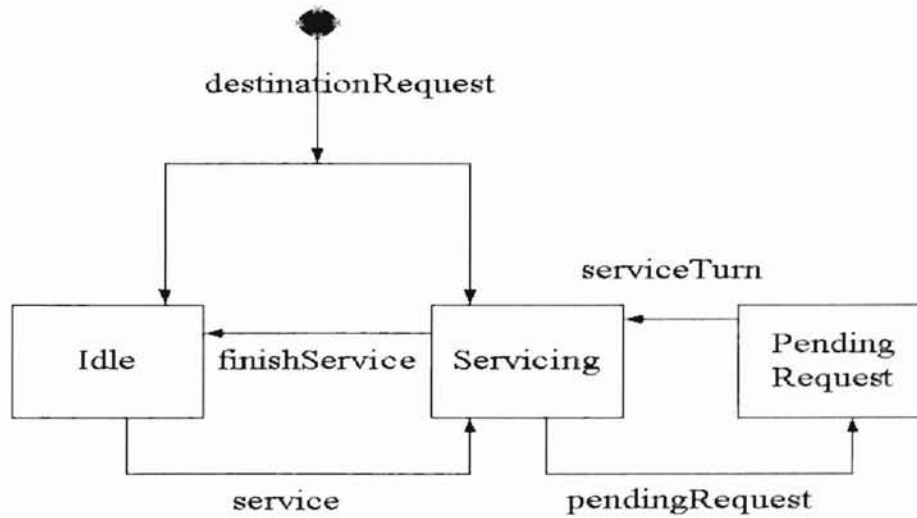 destinationRequest
serviceTurn
Idle
finishService
Servicing
Pending
Request
service
pendingRequest